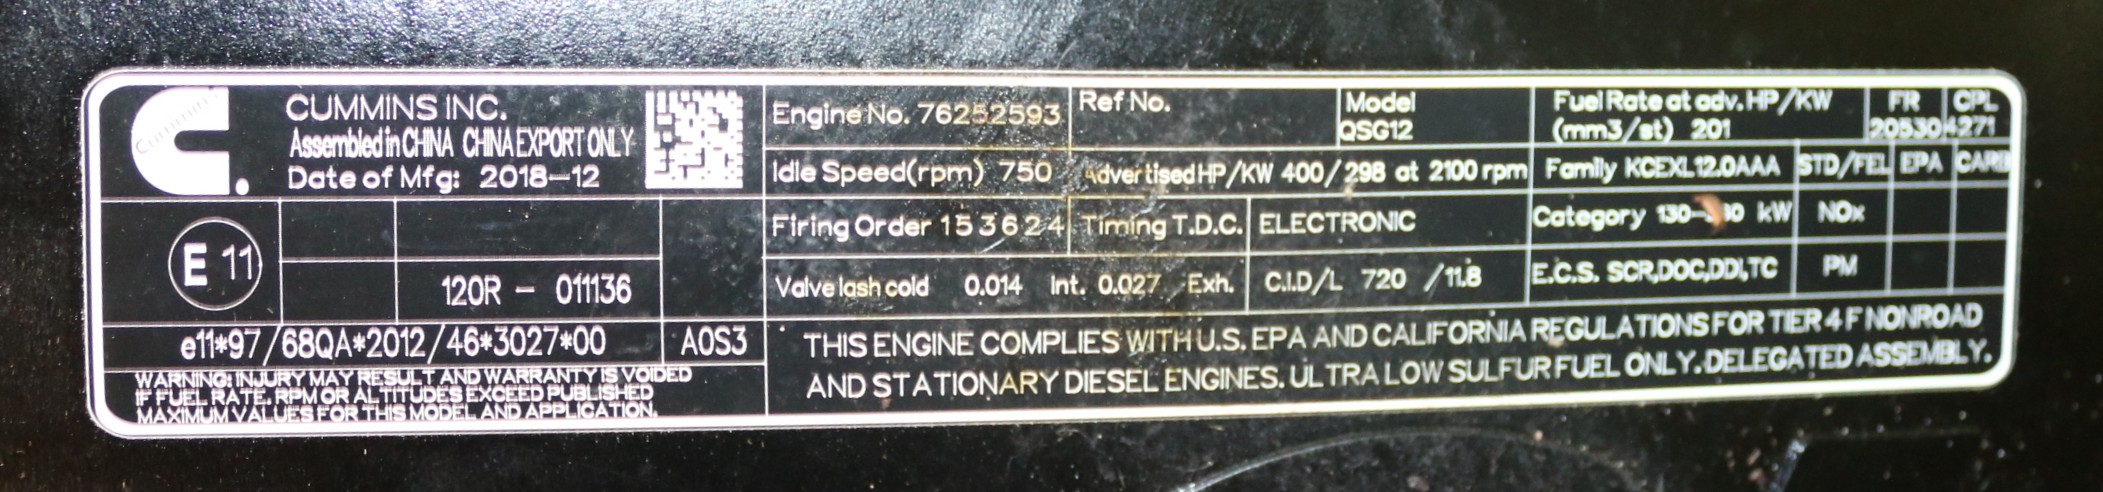 Cummins
CUMMINS INC.
Assembled in CHINA CHINA EXPORT ONLY
Date of Mfg: 2018-12
E 11
120R - 011136
e11*97/68QA*2012/46*3027*00
A0S3
WARNING: INJURY MAY RESULT AND WARRANTY IS VOIDED
IF FUEL RATE, RPM OR ALTITUDES EXCEED PUBLISHED
MAXIMUM VALUES FOR THIS MODEL AND APPLICATION.
Engine No. 76252593
Ref No.
Model
QSG12
Fuel Rate at adv. HP/KW
(mm3/st) 201
FR
20530
CPL
4271
Idle Speed(rpm) 750
Advertised HP/KW 400/298 at 2100 rpm
Family KCEXL12.0AAA
STD/FEL
EPA
CARB
Firing Order 1 5 3 6 2 4
Timing T.D.C.
ELECTRONIC
Category kW
NOx
Valve lash cold 0.014 Int. 0.027 Exh.
C.I.D/L 720 /11.8
E.C.S. SCR,DOC,DDI,TC
PM
THIS ENGINE COMPLIES WITH U.S. EPA AND CALIFORNIA REGULATIONS FOR TIER 4 F NONROAD
AND STATIONARY DIESEL ENGINES. ULTRA LOW SULFUR FUEL ONLY. DELEGATED ASSEMBLY.